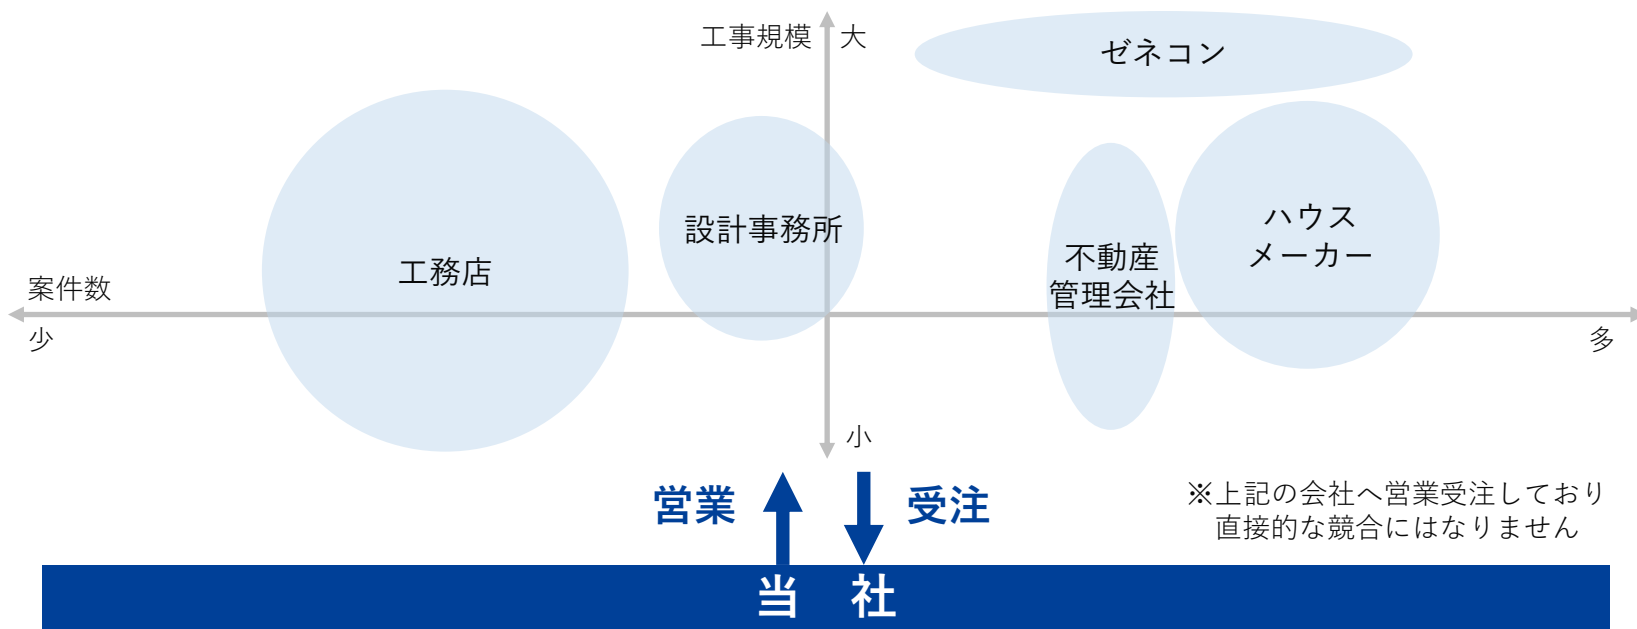 工事規模
大
ゼネコン
設計事務所
ハウス
メーカー
工務店
不動産
管理会社
案件数
少
多
小
営業
受注
※上記の会社へ営業受注しており
直接的な競合にはなりません
当 社